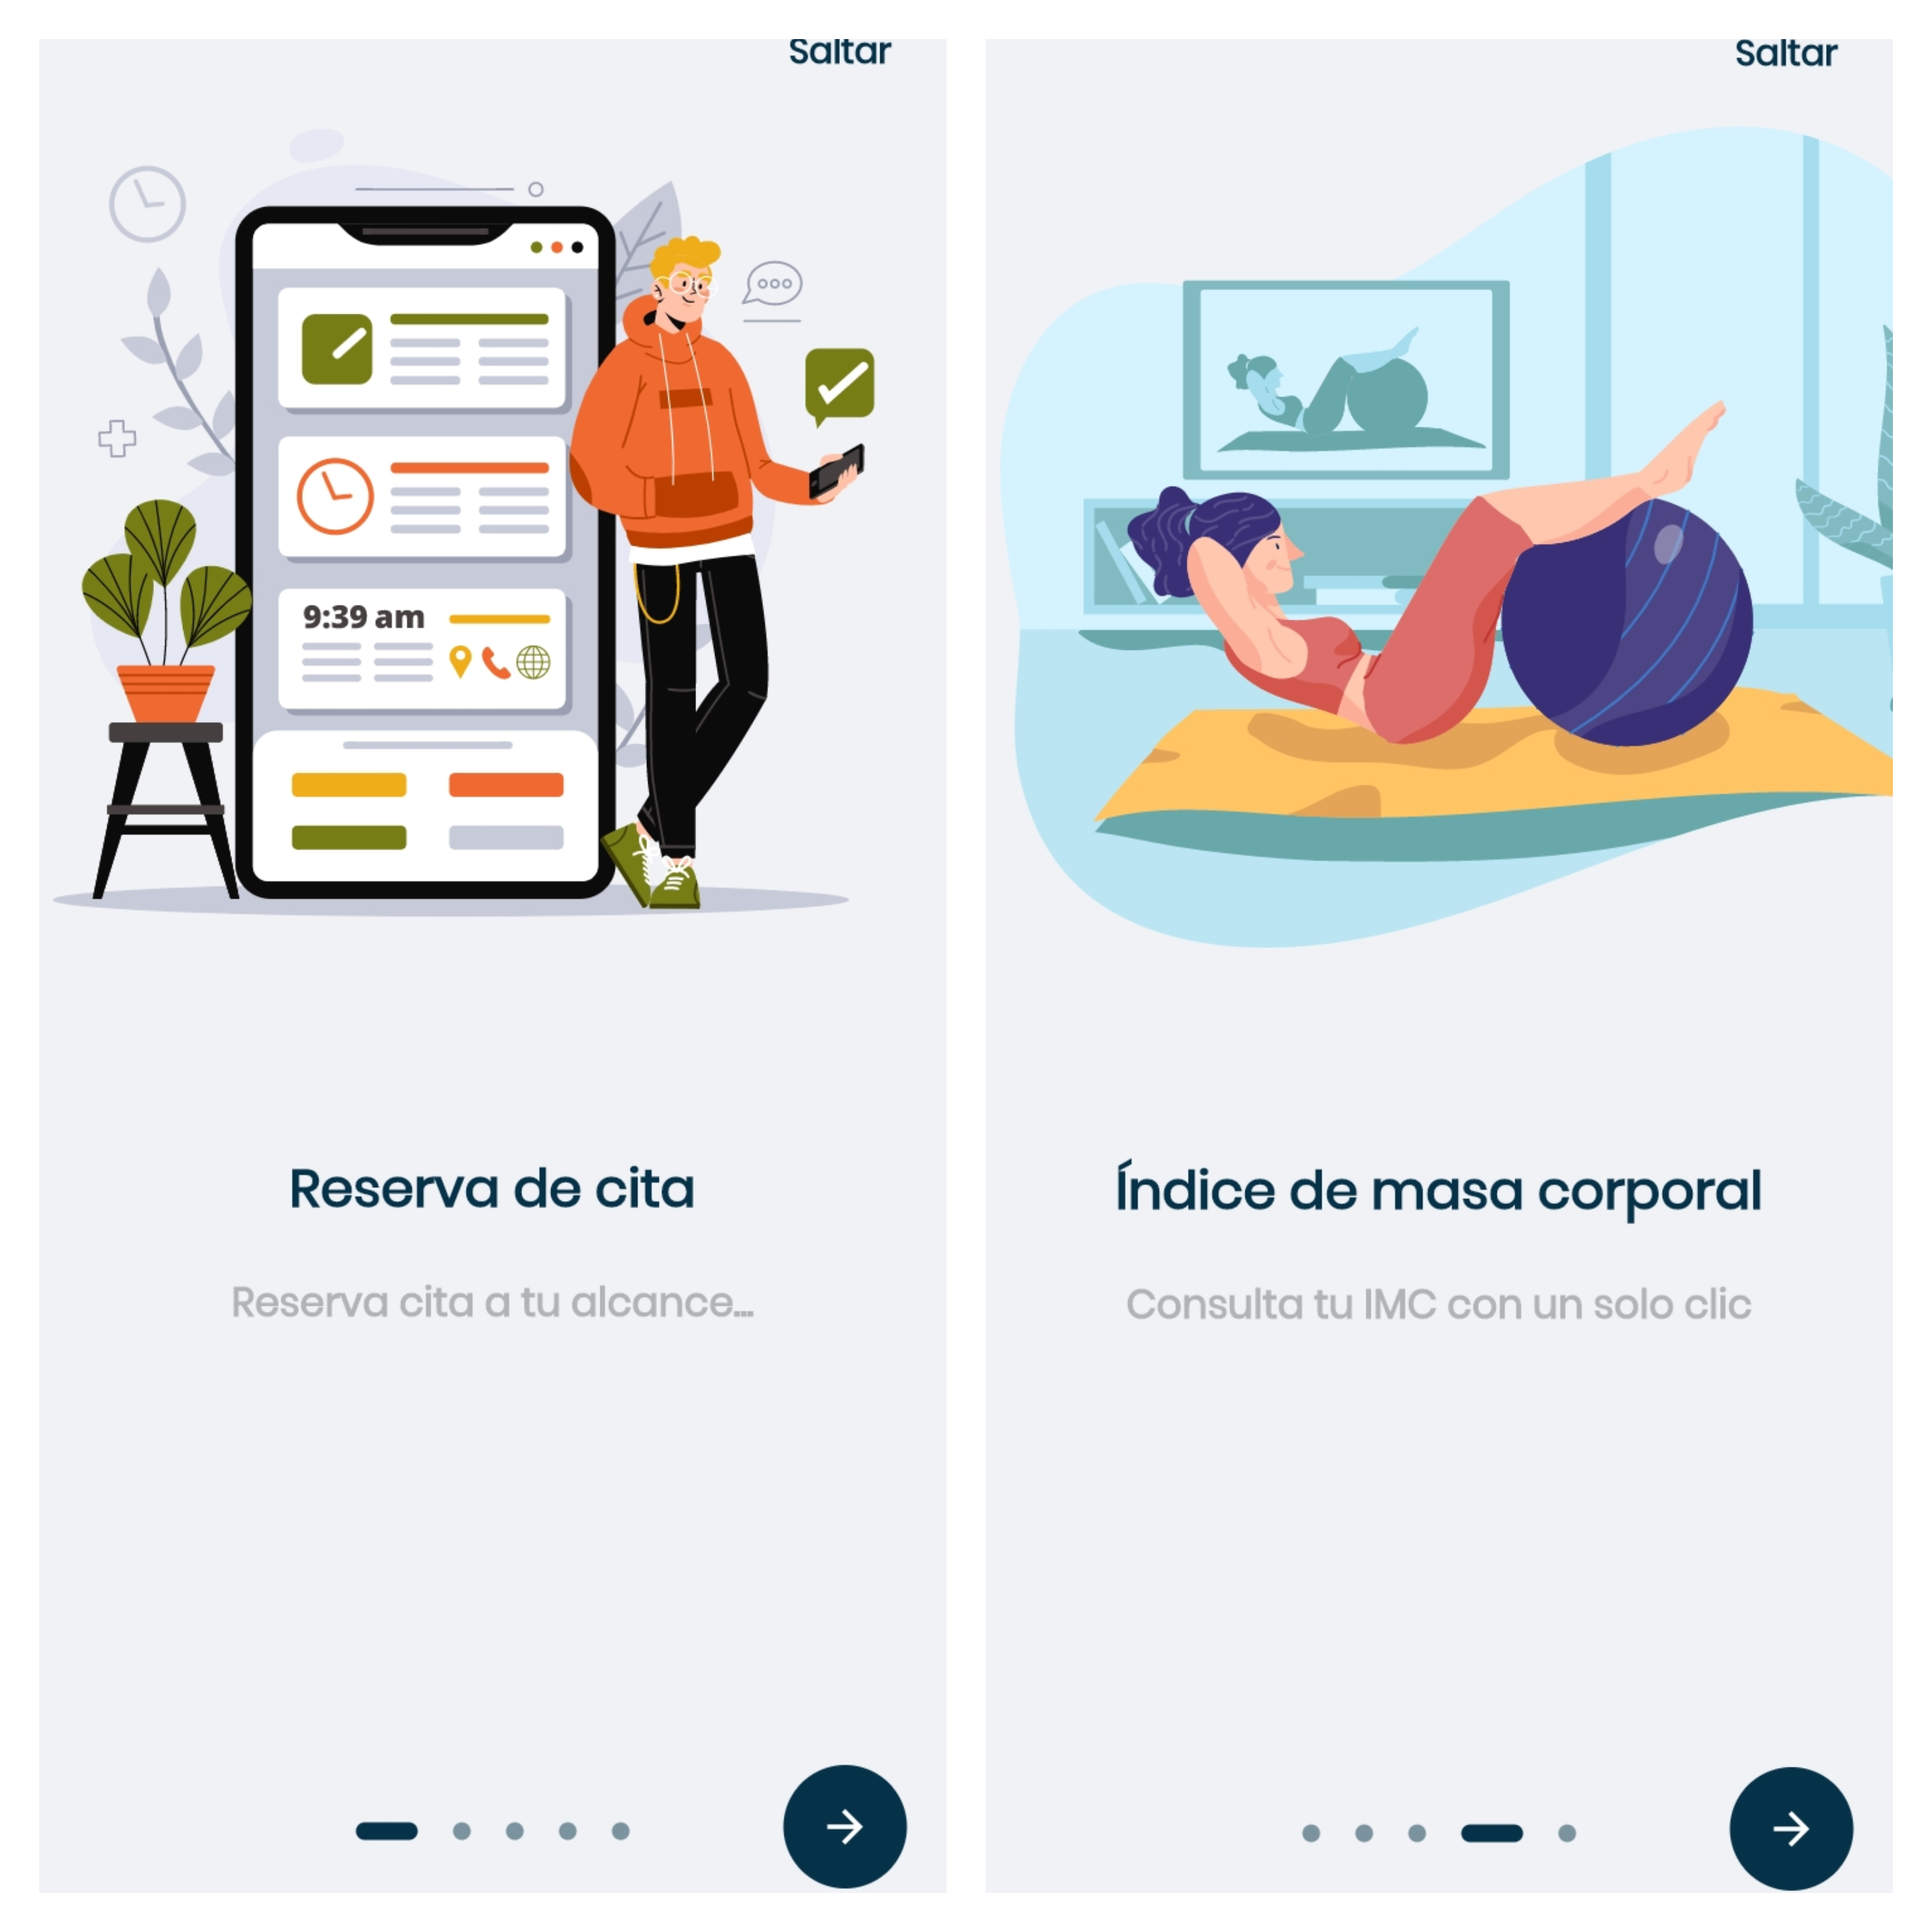 Saltar
9:39 am
Reserva de cita
Reserva cita a tu alcance...
Saltar
Índice de masa corporal
Consulta tu IMC con un solo clic